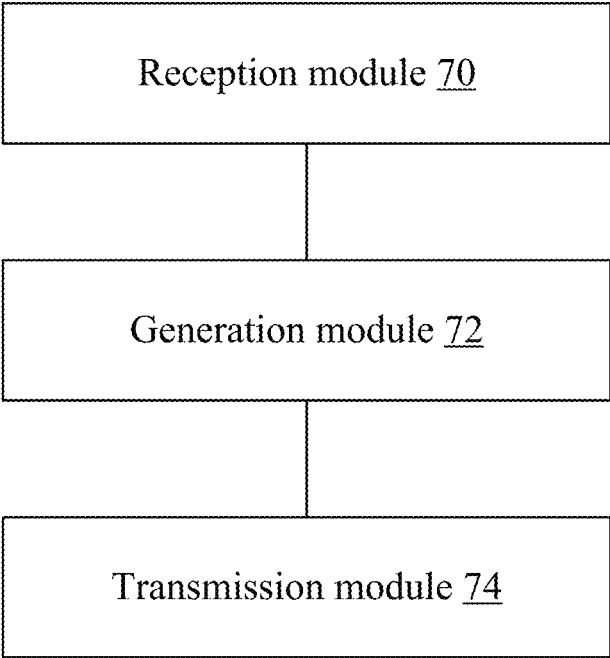 Reception module 70
Generation module 72
Transmission module 74